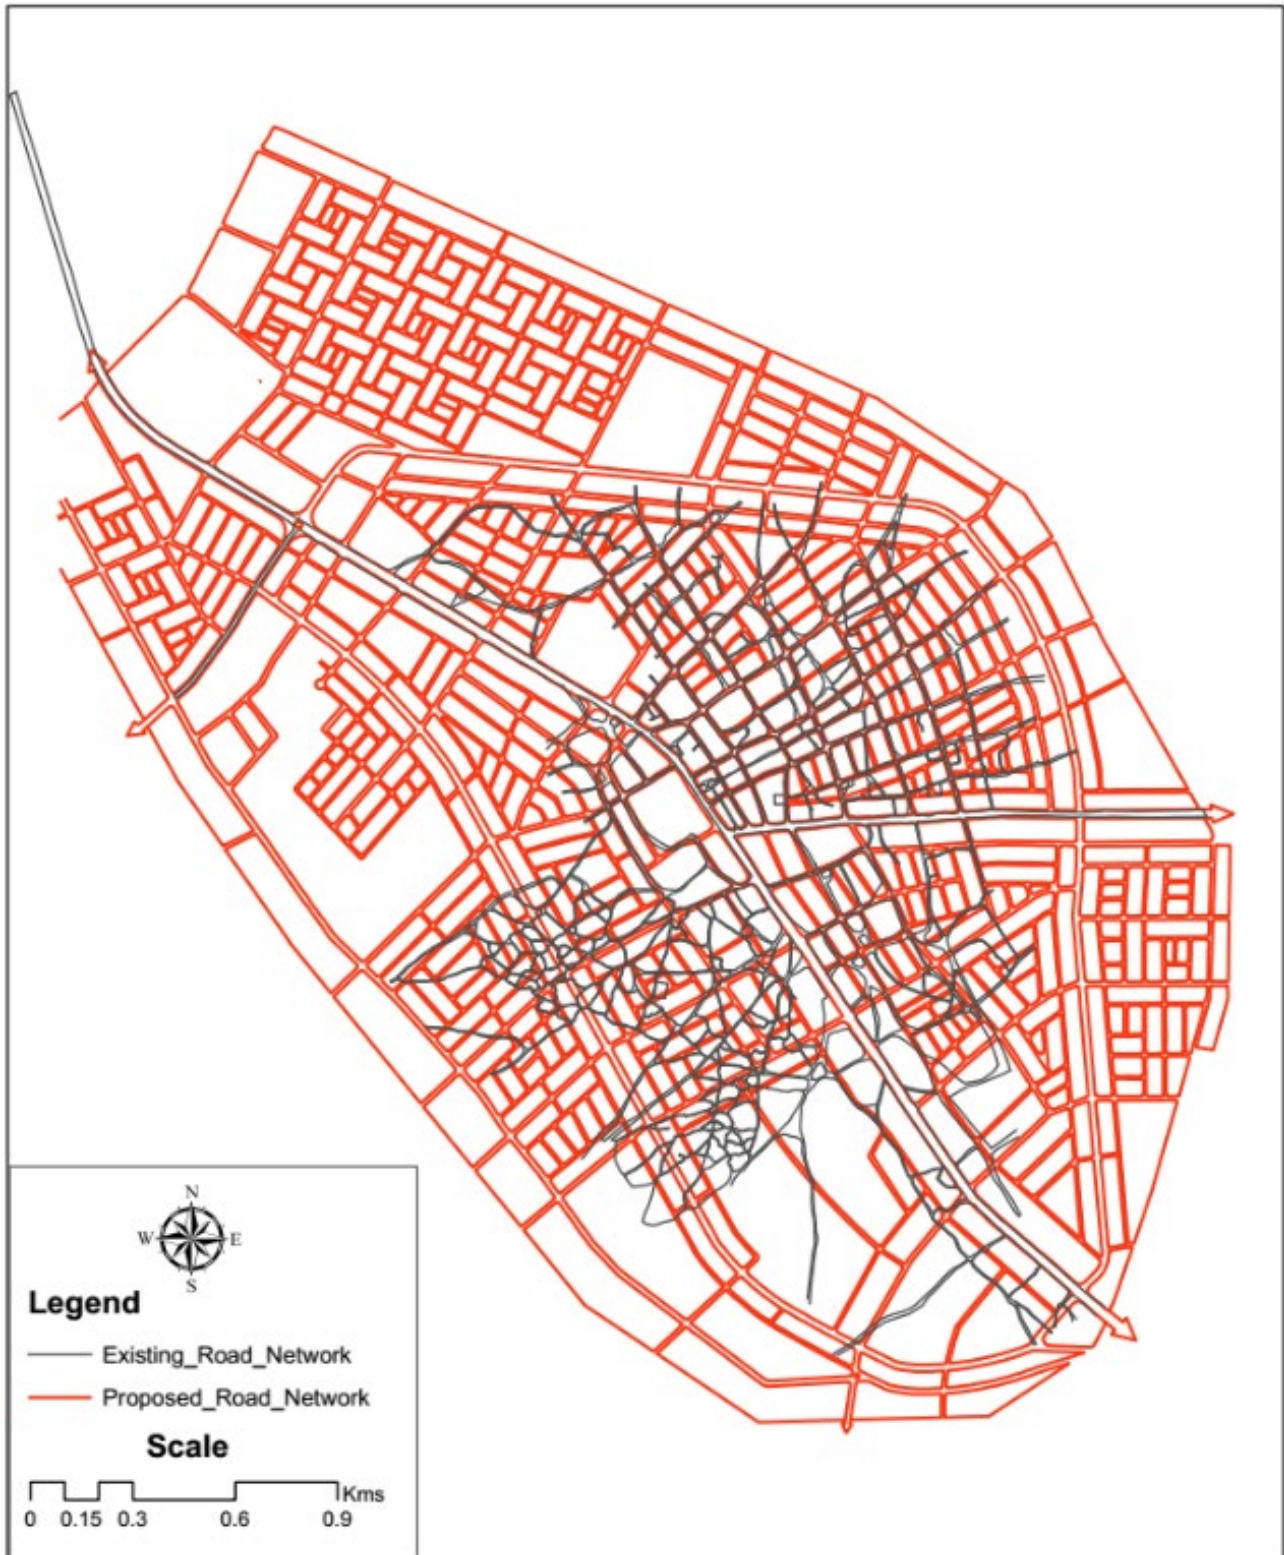 N
W E
S
Legend
Existing_Road_Network
Proposed_Road_Network
Scale
Kms
0 0.15 0.3 0.6 0.9